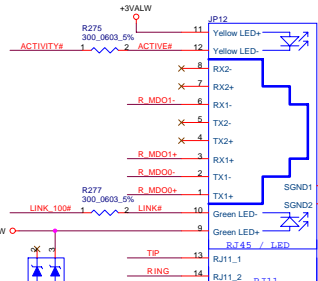 +3VALW
JP12
R275
300_0603_5%
11 Yellow LED+
ACTIVITY# 1 2 ACTIVE# 12 Yellow LED-
8 RX2-
7 RX2+
R_MDO1- 6 RX1-
5 TX2-
4 TX2+
R_MDO1+ 3 RX1+
R_MDO0- 2 TX1-
R_MDO0+ 1 TX1+
SGND1
R277
300_0603_5%
SGND2
LINK_100# 1 2 LINK# 10 Green LED-
W 9 Green LED+
RJ45 / LED
TIP 13 RJ11_1
RING 14 RJ11_2